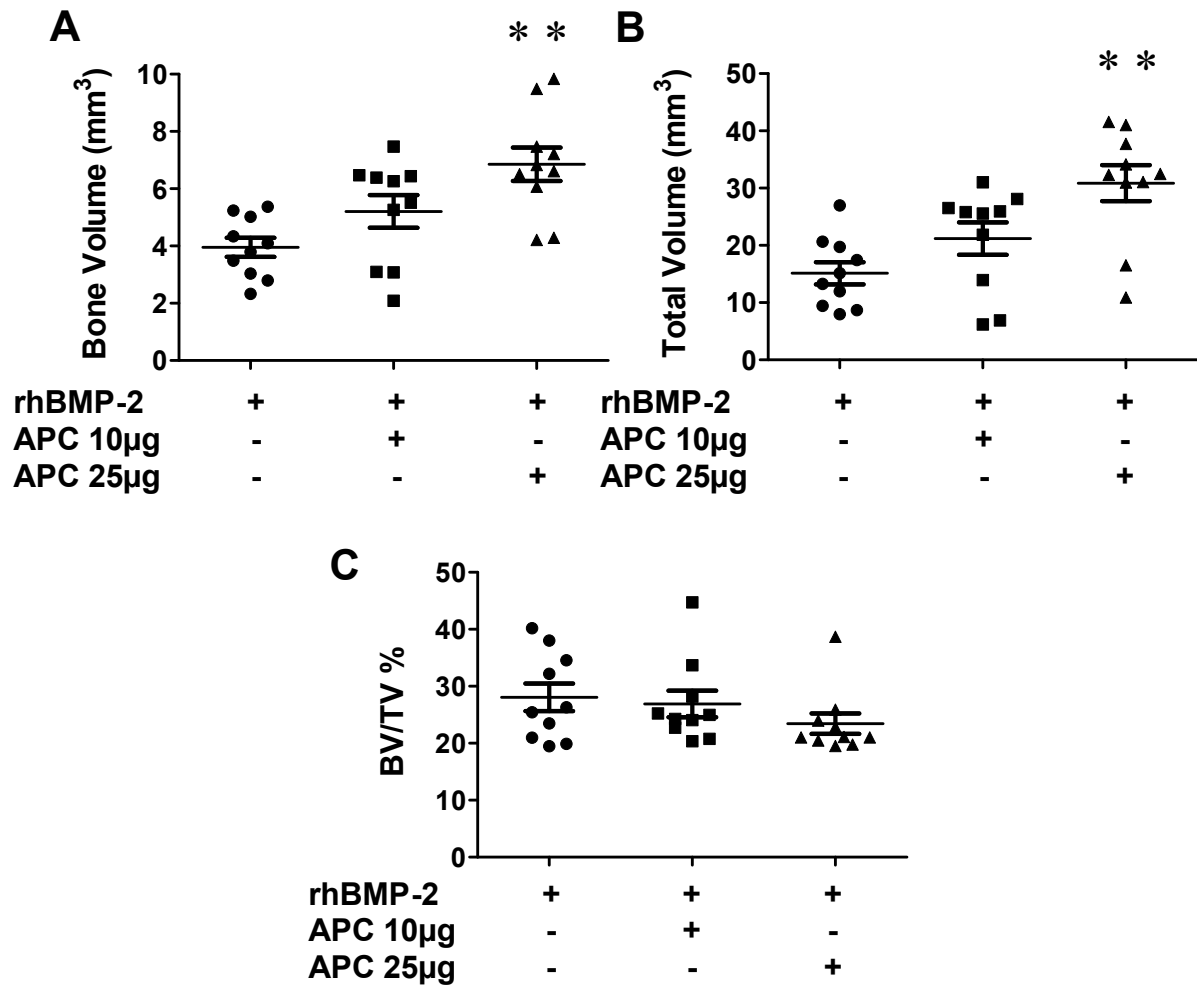 A
∗ ∗
Bone Volume (mm³)
10
8
6
4
2
0
rhBMP-2 + + +
APC 10µg - + -
APC 25µg - - +
B
∗ ∗
Total Volume (mm³)
50
40
30
20
10
0
rhBMP-2 + + +
APC 10µg - + -
APC 25µg - - +
C
BV/TV %
50
40
30
20
10
0
rhBMP-2 + + +
APC 10µg - + -
APC 25µg - - +